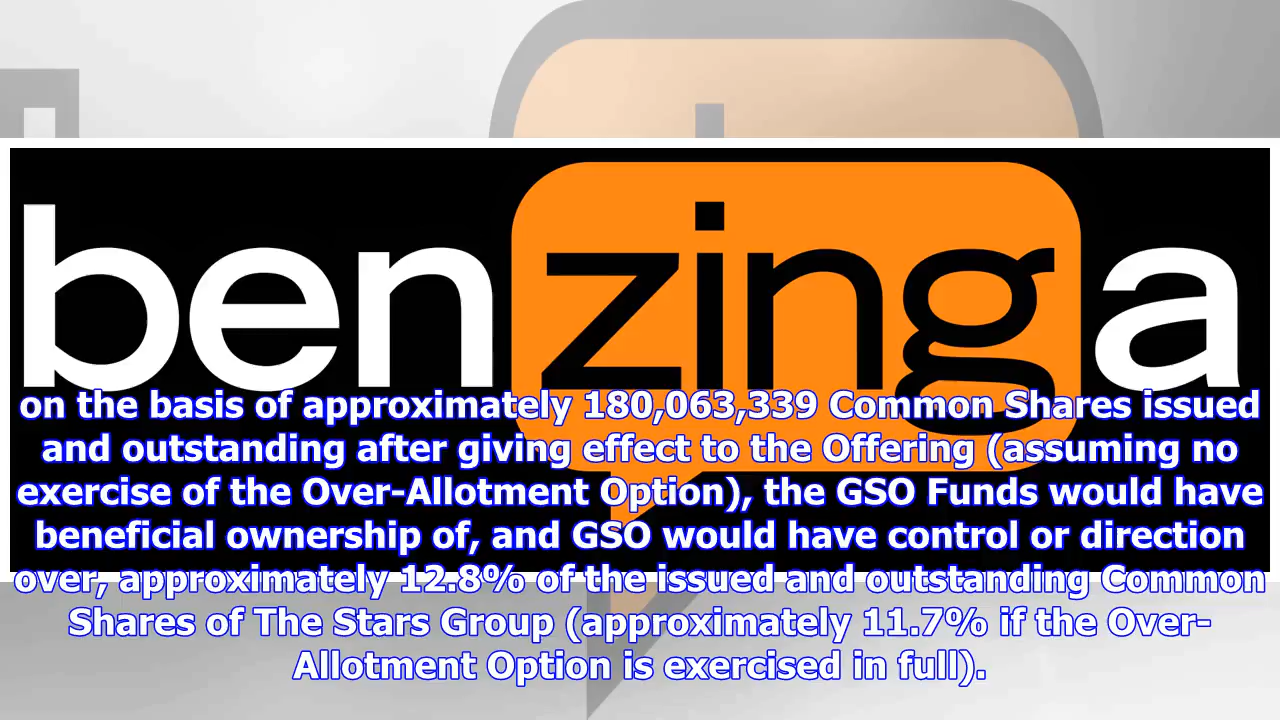 benzinga
on the basis of approximately 180,063,339 Common Shares issued
and outstanding after giving effect to the Offering (assuming no
exercise of the Over-Allotment Option), the GSO Funds would have
beneficial ownership of, and GSO would have control or direction
over, approximately 12.8% of the issued and outstanding Common
Shares of The Stars Group (approximately 11.7% if the Over-
Allotment Option is exercised in full).